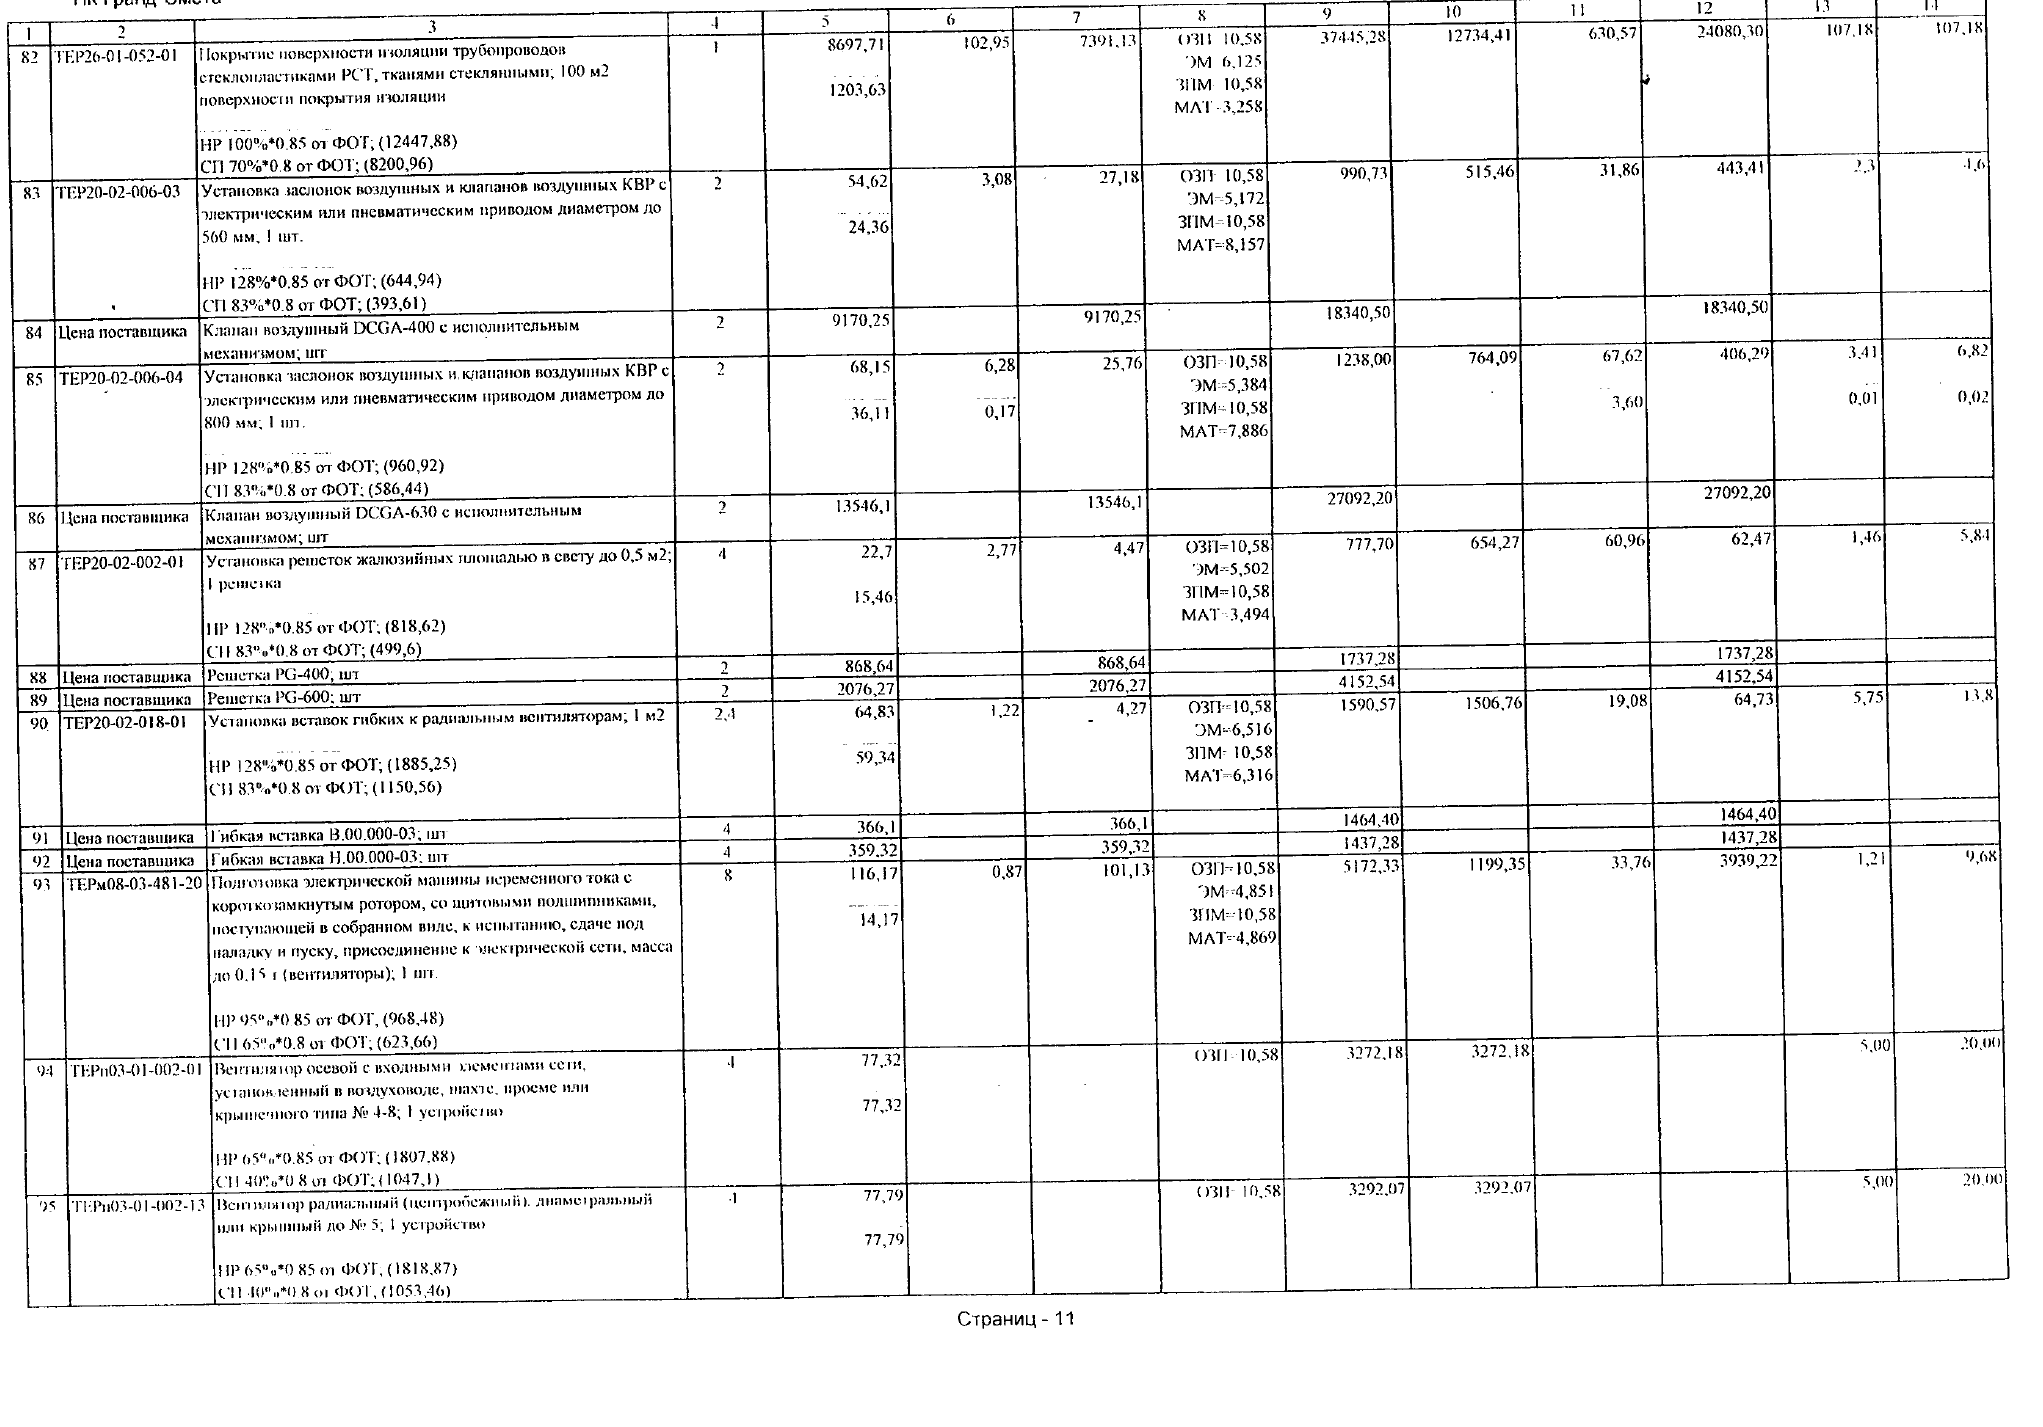 ПК Гранд-Смета
1 2 3 4 5 6 7 8 9 10 11 12 13 14
82 ТЕР26-01-052-01 Покрытие поверхности изоляции трубопроводов 1 8697,71 102,95 7391,13 ОЗП=10,58 37445,28 12734,41 630,57 24080,30 107,18 107,18
стеклопластиками РСТ, тканями стеклянными; 100 м2 ЭМ=6,125
поверхности покрытия изоляции 1203,63 ЗПМ=10,58
МАТ=3,258
НР 100%*0.85 от ФОТ; (12447,88)
СП 70%*0.8 от ФОТ; (8200,96)
83 ТЕР20-02-006-03 Установка заслонок воздушных и клапанов воздушных КВР с 2 54,62 3,08 27,18 ОЗП=10,58 990,73 515,46 31,86 443,41 2,3 4,6
электрическим или пневматическим приводом диаметром до ЭМ=5,172
560 мм; 1 шт. 24,36 ЗПМ=10,58
МАТ=8,157
НР 128%*0.85 от ФОТ; (644,94)
СП 83%*0.8 от ФОТ; (393,61)
84 Цена поставщика Клапан воздушный DCGA-400 с исполнительным 2 9170,25 9170,25 18340,50 18340,50
механизмом; шт
85 ТЕР20-02-006-04 Установка заслонок воздушных и клапанов воздушных КВР с 2 68,15 6,28 25,76 ОЗП=10,58 1238,00 764,09 67,62 406,29 3,41 6,82
электрическим или пневматическим приводом диаметром до ЭМ=5,384
800 мм; 1 шт. 36,11 0,17 ЗПМ=10,58 3,60 0,01 0,02
МАТ=7,886
НР 128%*0.85 от ФОТ; (960,92)
СП 83%*0.8 от ФОТ; (586,44)
86 Цена поставщика Клапан воздушный DCGA-630 с исполнительным 2 13546,1 13546,1 27092,20 27092,20
механизмом; шт
87 ТЕР20-02-002-01 Установка решеток жалюзийных площадью в свету до 0,5 м2; 4 22,7 2,77 4,47 ОЗП=10,58 777,70 654,27 60,96 62,47 1,46 5,84
1 решетка ЭМ=5,502
15,46 ЗПМ=10,58
МАТ=3,494
НР 128%*0.85 от ФОТ; (818,62)
СП 83%*0.8 от ФОТ; (499,6)
88 Цена поставщика Решетка PG-400; шт 2 868,64 868,64 1737,28 1737,28
89 Цена поставщика Решетка PG-600; шт 2 2076,27 2076,27 4152,54 4152,54
90 ТЕР20-02-018-01 Установка вставок гибких к радиальным вентиляторам; 1 м2 2,4 64,83 1,22 4,27 ОЗП=10,58 1590,57 1506,76 19,08 64,73 5,75 13,8
ЭМ=6,516
НР 128%*0.85 от ФОТ; (1885,25) 59,34 ЗПМ=10,58
СП 83%*0.8 от ФОТ; (1150,56) МАТ=6,316
91 Цена поставщика Гибкая вставка В.00.000-03; шт 4 366,1 366,1 1464,40 1464,40
92 Цена поставщика Гибкая вставка Н.00.000-03; шт 4 359,32 359,32 1437,28 1437,28
93 ТЕРм08-03-481-20 Подготовка электрической машины переменного тока с 8 116,17 0,87 101,13 ОЗП=10,58 5172,33 1199,35 33,76 3939,22 1,21 9,68
короткозамкнутым ротором, со щитовыми подшипниками, ЭМ=4,851
поступающей в собранном виде, к испытанию, сдаче под 14,17 ЗПМ=10,58
наладку и пуску, присоединение к электрической сети, масса МАТ=4,869
до 0,15 т (вентиляторы); 1 шт.
НР 95%*0.85 от ФОТ; (968,48)
СП 65%*0.8 от ФОТ; (623,66)
94 ТЕРп03-01-002-01 Вентилятор осевой с входными элементами сети, 4 77,32 ОЗП=10,58 3272,18 3272,18 5,00 20,00
установленный в воздуховоде, шахте, проеме или
крышечного типа № 4-8; 1 устройство 77,32
НР 65%*0.85 от ФОТ; (1807,88)
СП 40%*0.8 от ФОТ; (1047,1)
95 ТЕРп03-01-002-13 Вентилятор радиальный (центробежный), диаметральный 4 77,79 ОЗП=10,58 3292,07 3292,07 5,00 20,00
или крышный до № 5; 1 устройство
77,79
НР 65%*0.85 от ФОТ; (1818,87)
СП 40%*0.8 от ФОТ; (1053,46)
Страниц - 11